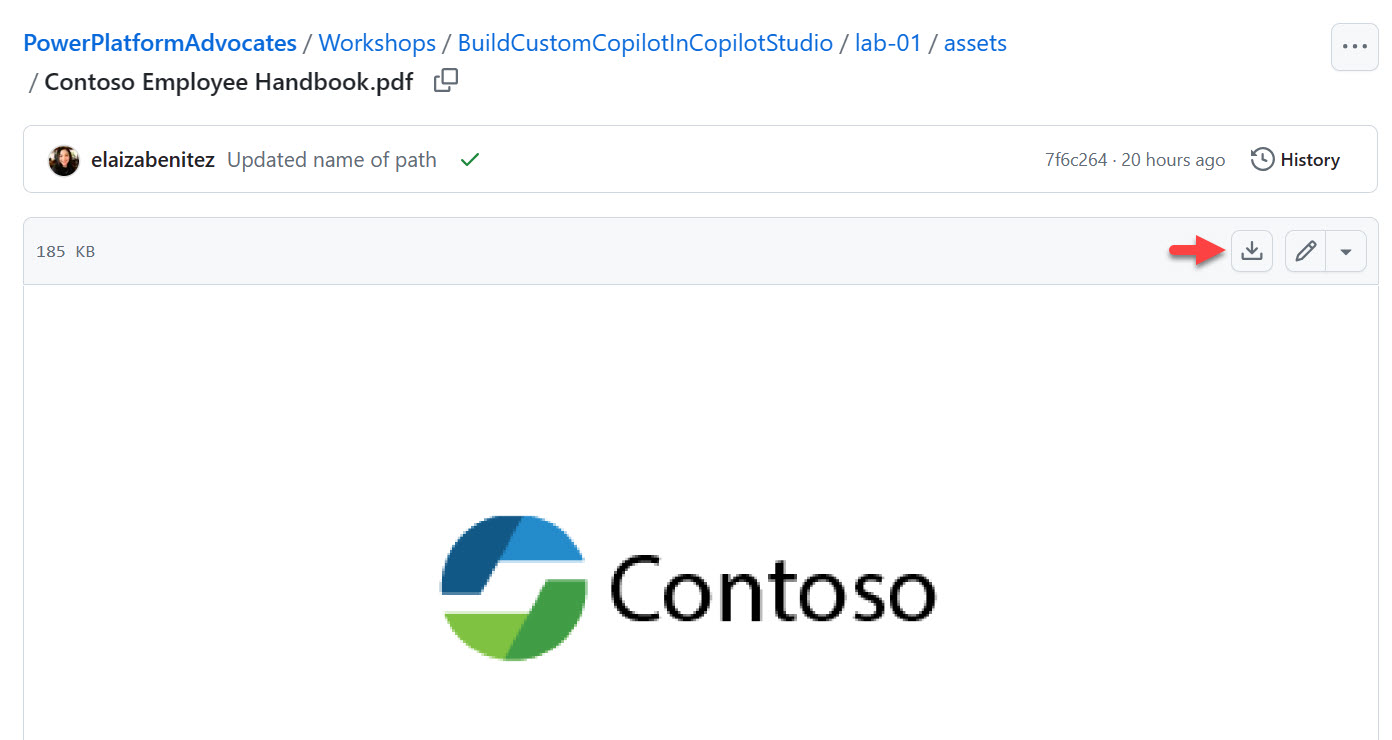 PowerPlatformAdvocates / Workshops / BuildCustomCopilotInCopilotStudio / lab-01 / assets
/ Contoso Employee Handbook.pdf
elaizabenitez Updated name of path 7f6c264 · 20 hours ago History
185 KB
Contoso